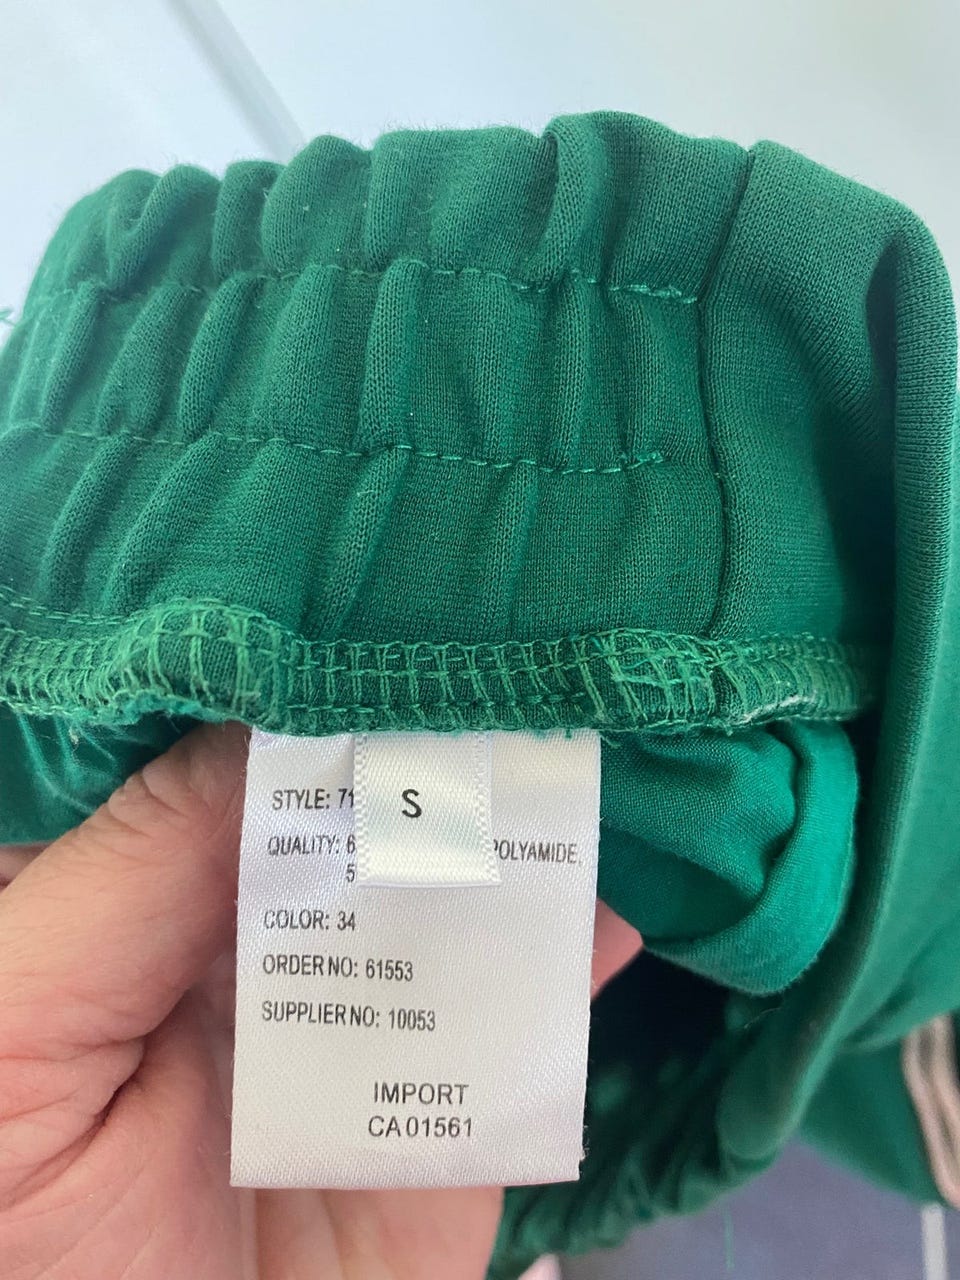 S
STYLE: 71
QUALITY: 6 POLYAMIDE,
5
COLOR: 34
ORDER NO: 61553
SUPPLIER NO: 10053
IMPORT
CA 01561